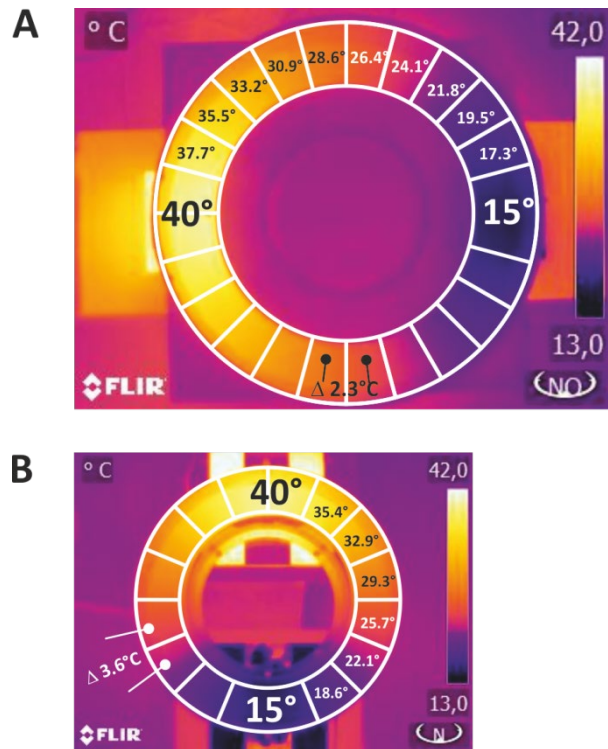 A
° C
42,0
30.9° 28.6° 26.4° 24.1°
33.2° 21.8°
35.5° 19.5°
37.7° 17.3°
40° 15°
Δ 2.3°C
13,0
FLIR
NO
B
° C
42,0
40°
35.4°
32.9°
29.3°
25.7°
Δ 3.6°C
22.1°
18.6°
15°
13,0
FLIR
N